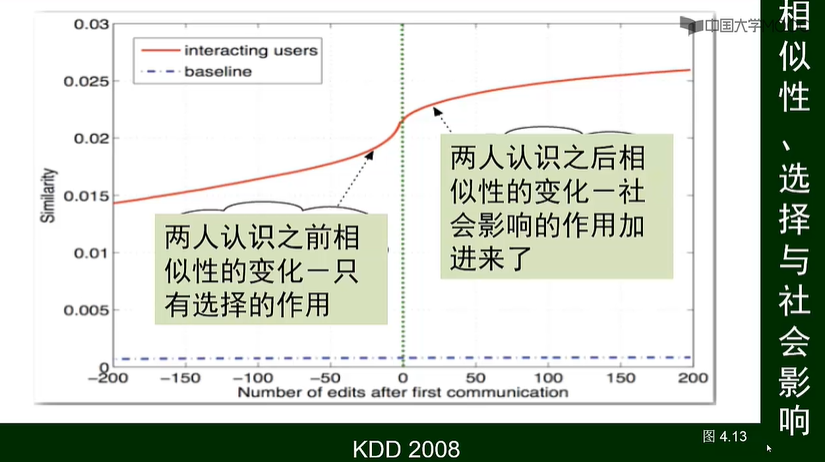 相似性、选择与社会影响
中国大学
0.03
0.025
0.02
0.015
0.01
0.005
0
Similarity
interacting users
baseline
两人认识之前相
似性的变化－只
有选择的作用
两人认识之后相
似性的变化－社
会影响的作用加
进来了
−200 −150 −100 −50 0 50 100 150 200
Number of edits after first communication
图 4.13
KDD 2008